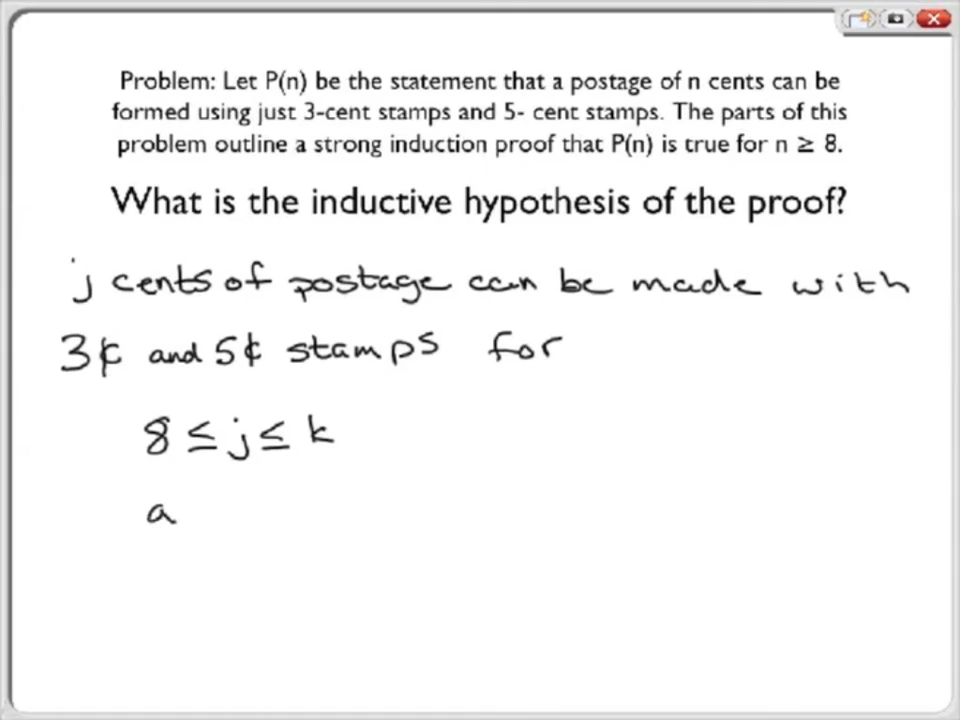 Problem: Let P(n) be the statement that a postage of n cents can be
formed using just 3-cent stamps and 5- cent stamps. The parts of this
problem outline a strong induction proof that P(n) is true for n ≥ 8.
What is the inductive hypothesis of the proof?
j cents of postage can be made with
3¢ and 5¢ stamps for
8 ≤ j ≤ k
a